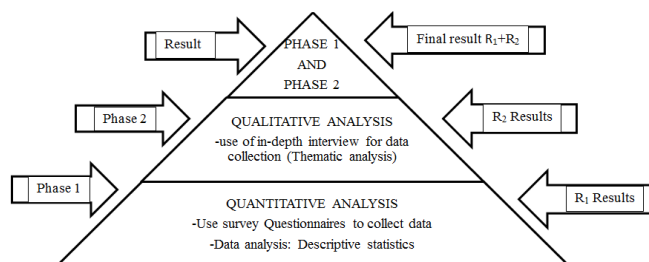 Result
PHASE 1
AND
PHASE 2
Final result R₁+R₂
Phase 2
QUALITATIVE ANALYSIS
-use of in-depth interview for data
collection (Thematic analysis)
R₂ Results
Phase 1
QUANTITATIVE ANALYSIS
-Use survey Questionnaires to collect data
-Data analysis: Descriptive statistics
R₁ Results